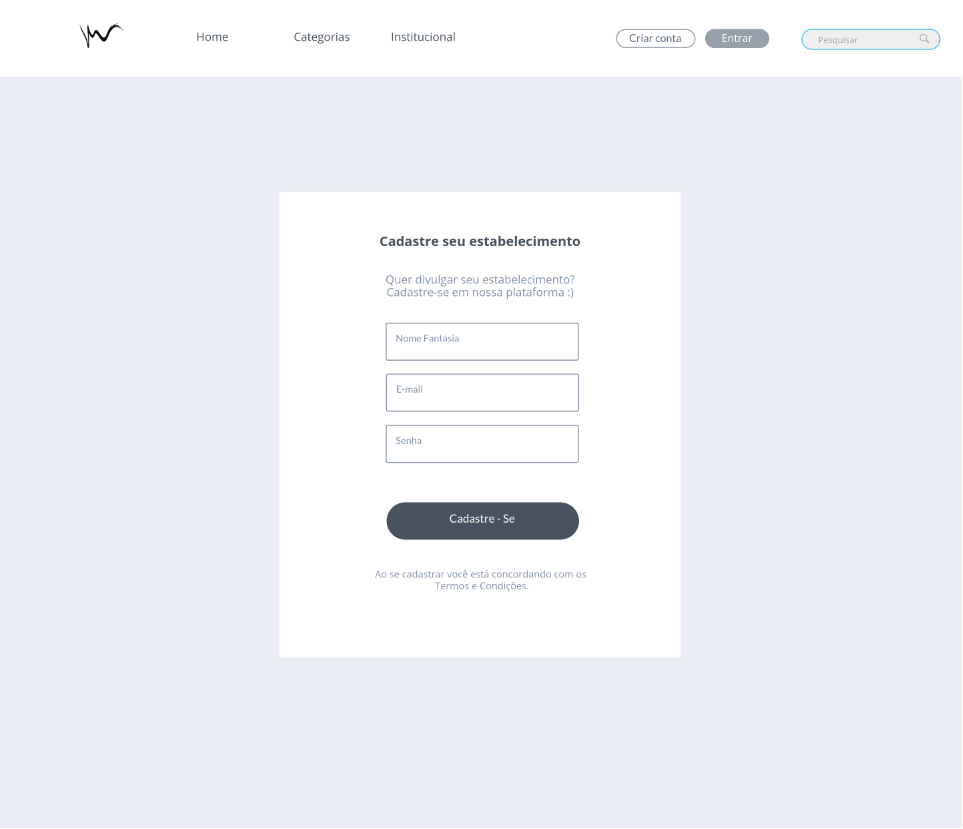 Home Categorias Institucional Criar conta Entrar Pesquisar
Cadastre seu estabelecimento
Quer divulgar seu estabelecimento?
Cadastre-se em nossa plataforma :)
Nome Fantasia
E-mail
Senha
Cadastre - Se
Ao se cadastrar você está concordando com os
Termos e Condições.